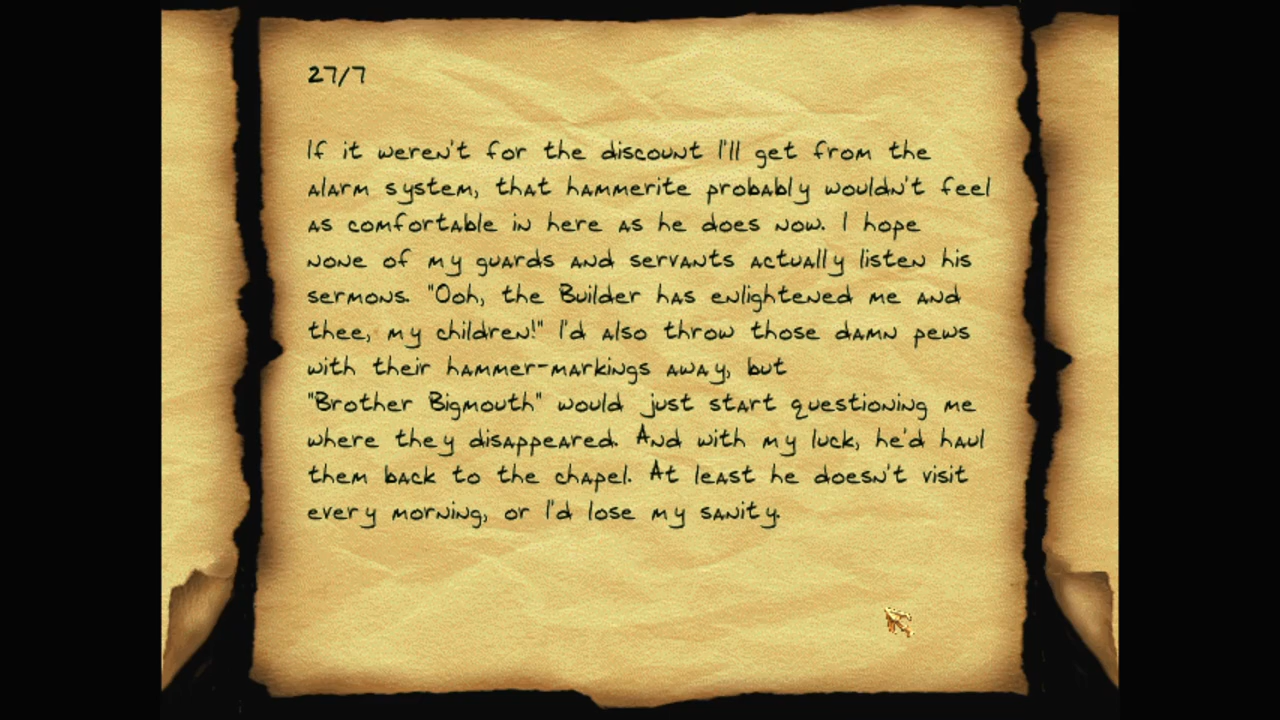 27/7
If it weren't for the discount I'll get from the
alarm system, that hammerite probably wouldn't feel
as comfortable in here as he does now. I hope
none of my guards and servants actually listen his
sermons. "Ooh, the Builder has enlightened me and
thee, my children!" I'd also throw those damn pews
with their hammer-markings away, but
"Brother Bigmouth" would just start questioning me
where they disappeared. And with my luck, he'd haul
them back to the chapel. At least he doesn't visit
every morning, or I'd lose my sanity.